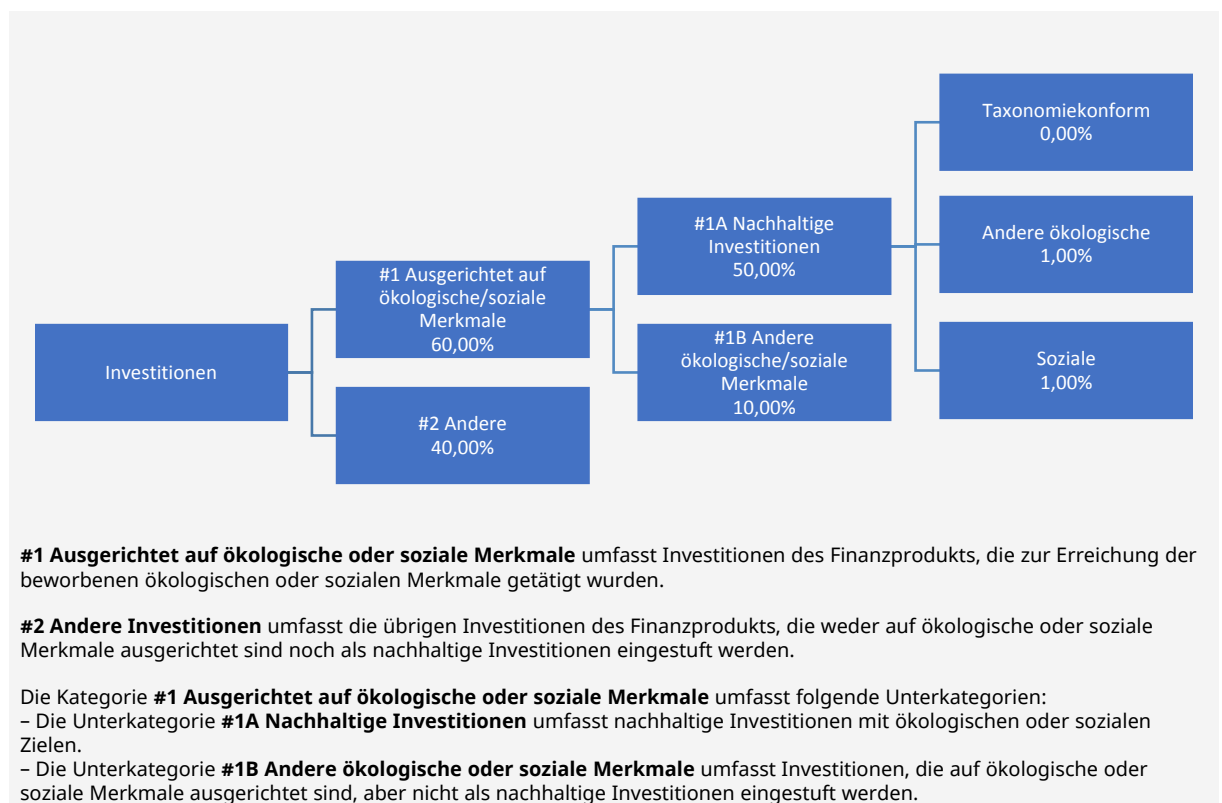 Investitionen
#1 Ausgerichtet auf
ökologische/soziale
Merkmale
60,00%
#2 Andere
40,00%
#1A Nachhaltige
Investitionen
50,00%
#1B Andere
ökologische/soziale
Merkmale
10,00%
Taxonomiekonform
0,00%
Andere ökologische
1,00%
Soziale
1,00%
#1 Ausgerichtet auf ökologische oder soziale Merkmale umfasst Investitionen des Finanzprodukts, die zur Erreichung der
beworbenen ökologischen oder sozialen Merkmale getätigt wurden.
#2 Andere Investitionen umfasst die übrigen Investitionen des Finanzprodukts, die weder auf ökologische oder soziale
Merkmale ausgerichtet sind noch als nachhaltige Investitionen eingestuft werden.
Die Kategorie #1 Ausgerichtet auf ökologische oder soziale Merkmale umfasst folgende Unterkategorien:
– Die Unterkategorie #1A Nachhaltige Investitionen umfasst nachhaltige Investitionen mit ökologischen oder sozialen
Zielen.
– Die Unterkategorie #1B Andere ökologische oder soziale Merkmale umfasst Investitionen, die auf ökologische oder
soziale Merkmale ausgerichtet sind, aber nicht als nachhaltige Investitionen eingestuft werden.